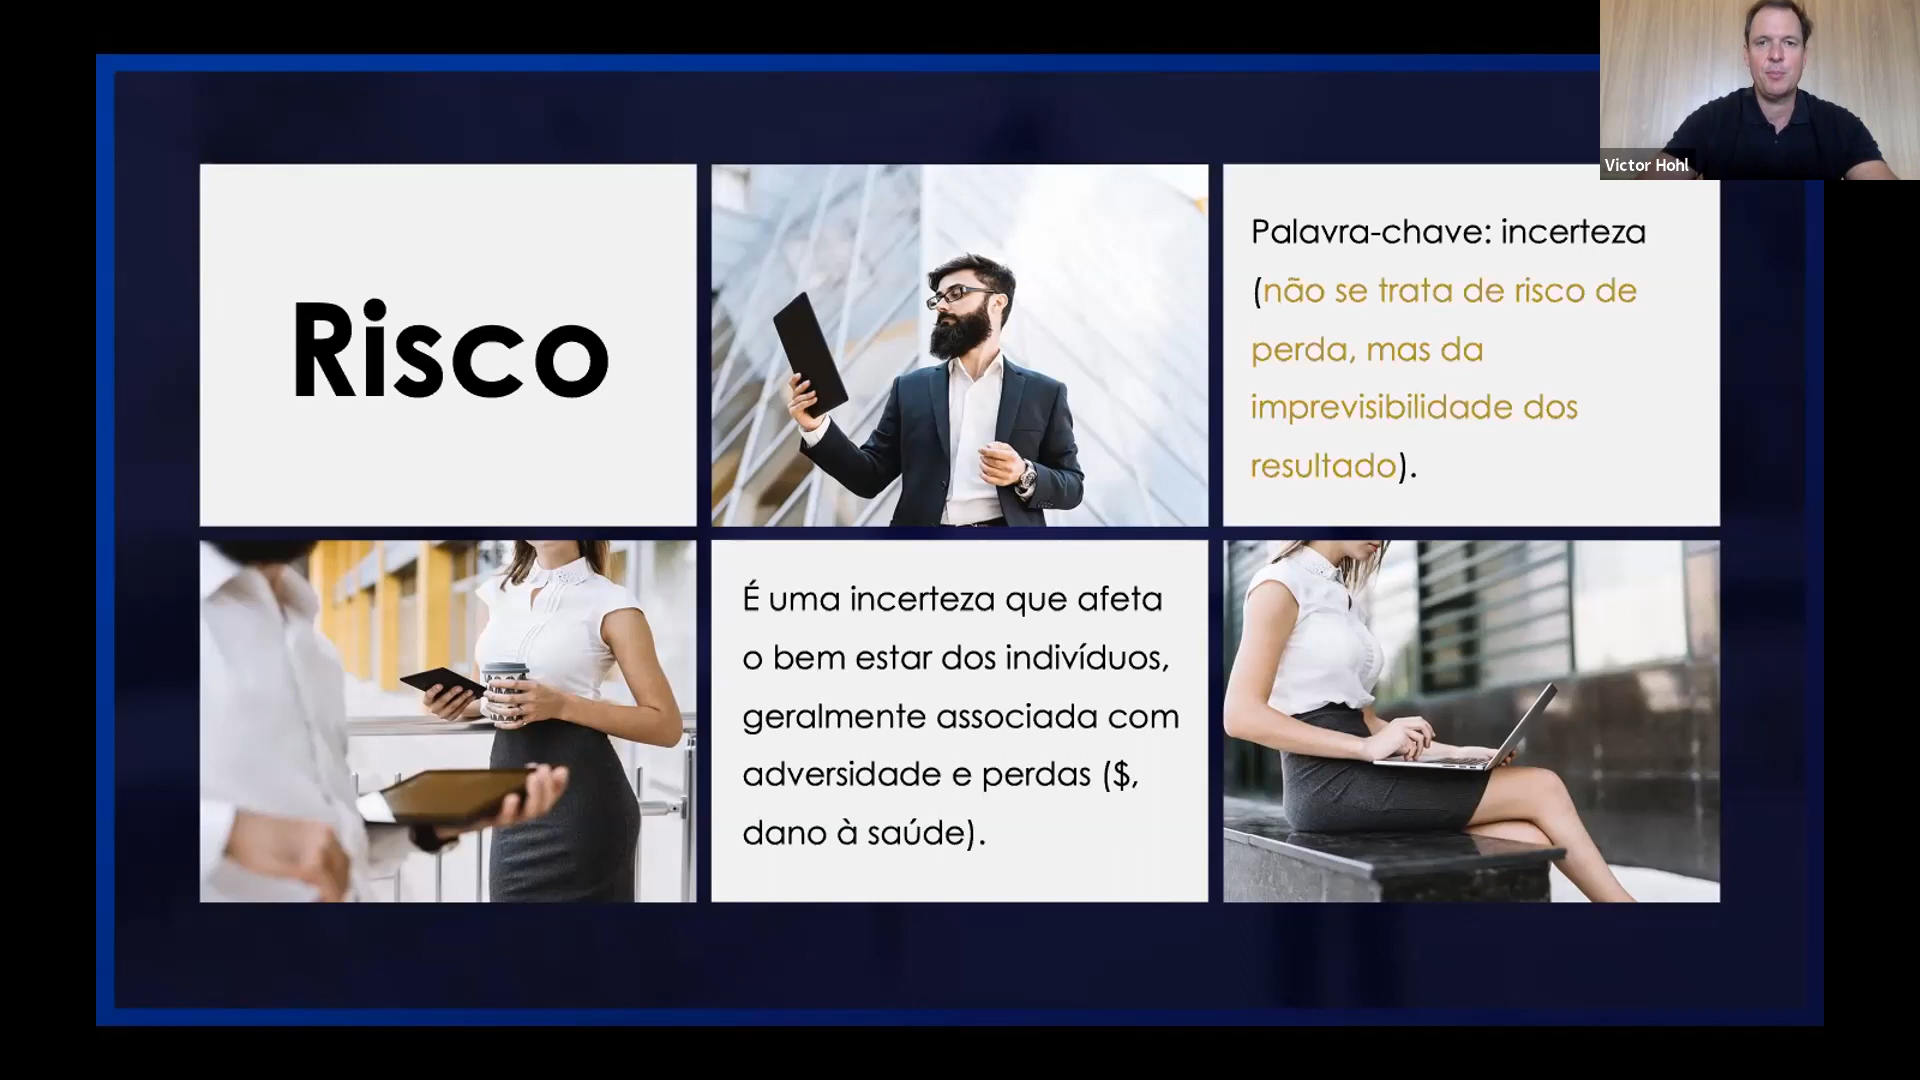 Victor Hohl
Risco
Palavra-chave: incerteza
(não se trata de risco de
perda, mas da
imprevisibilidade dos
resultado).
É uma incerteza que afeta
o bem estar dos indivíduos,
geralmente associada com
adversidade e perdas ($,
dano à saúde).